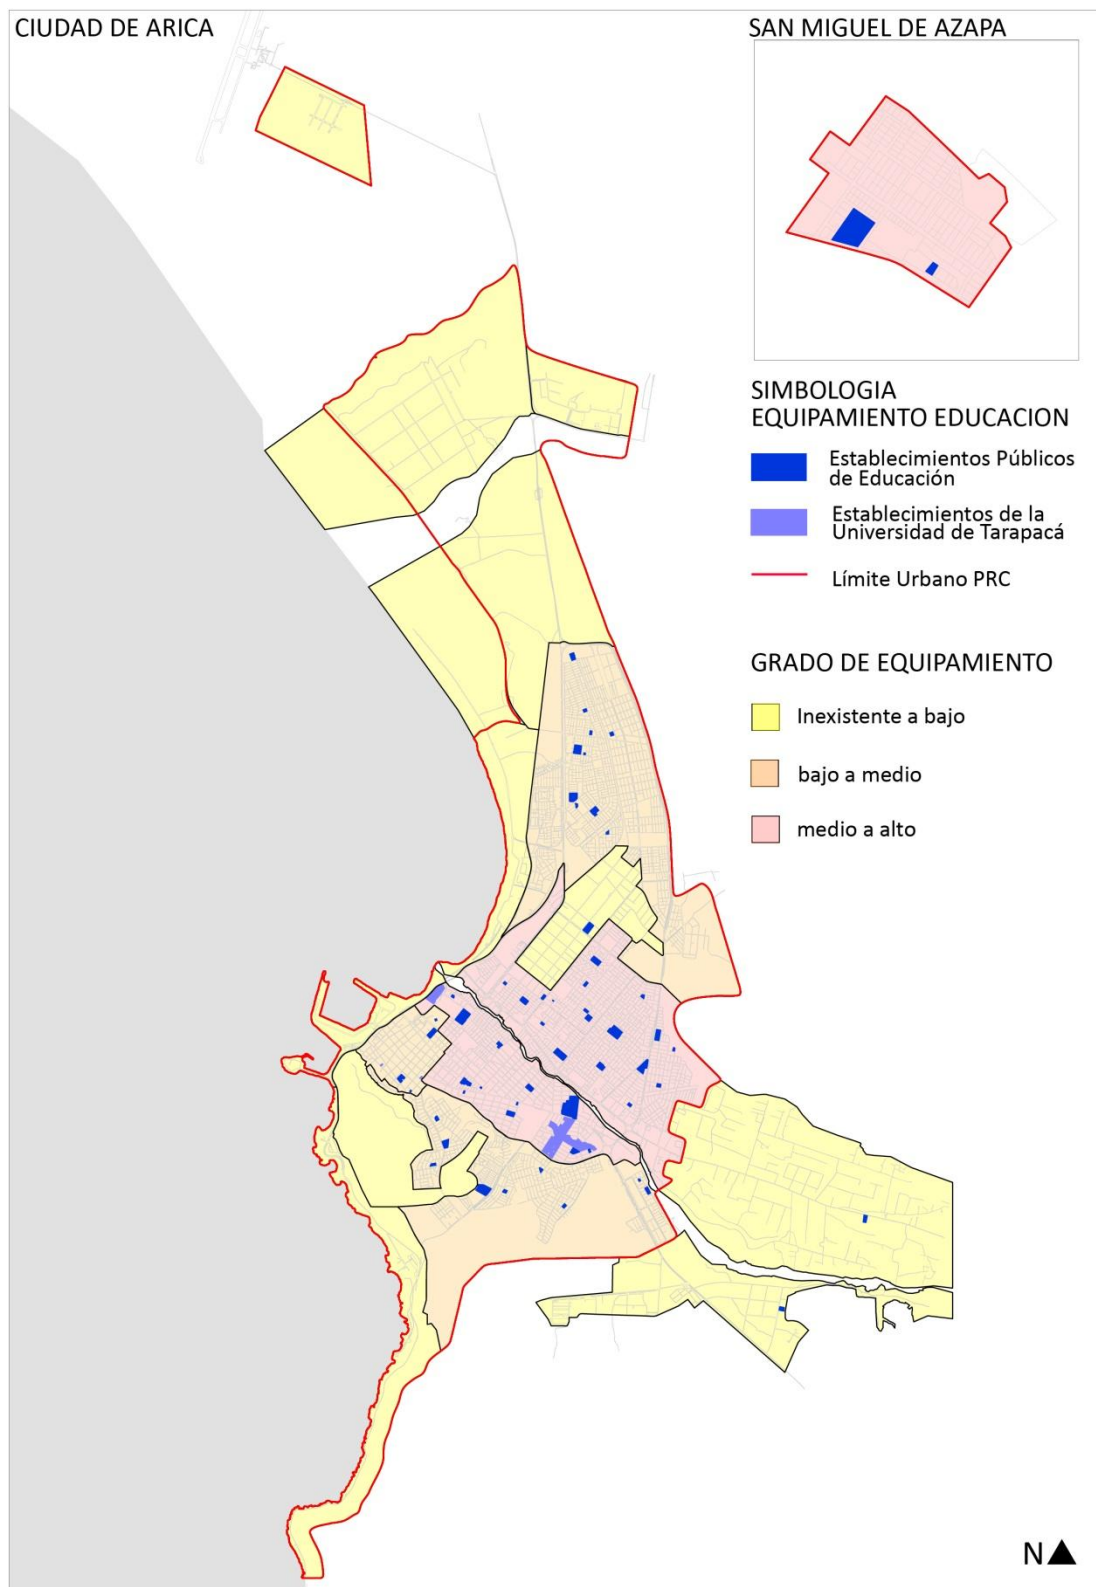 CIUDAD DE ARICA
SAN MIGUEL DE AZAPA
SIMBOLOGIA
EQUIPAMIENTO EDUCACION
Establecimientos Públicos
de Educación
Establecimientos de la
Universidad de Tarapacá
Límite Urbano PRC
GRADO DE EQUIPAMIENTO
Inexistente a bajo
bajo a medio
medio a alto
N